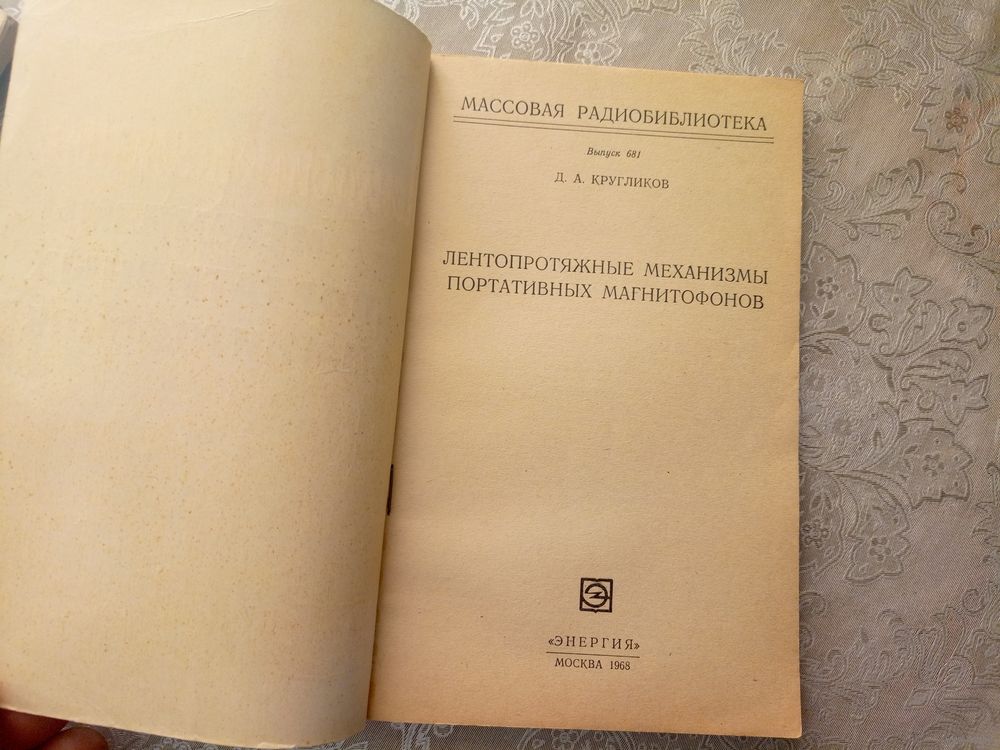 МАССОВАЯ РАДИОБИБЛИОТЕКА
Выпуск 681
Д. А. КРУГЛИКОВ
ЛЕНТОПРОТЯЖНЫЕ МЕХАНИЗМЫ
ПОРТАТИВНЫХ МАГНИТОФОНОВ
«ЭНЕРГИЯ»
МОСКВА 1968